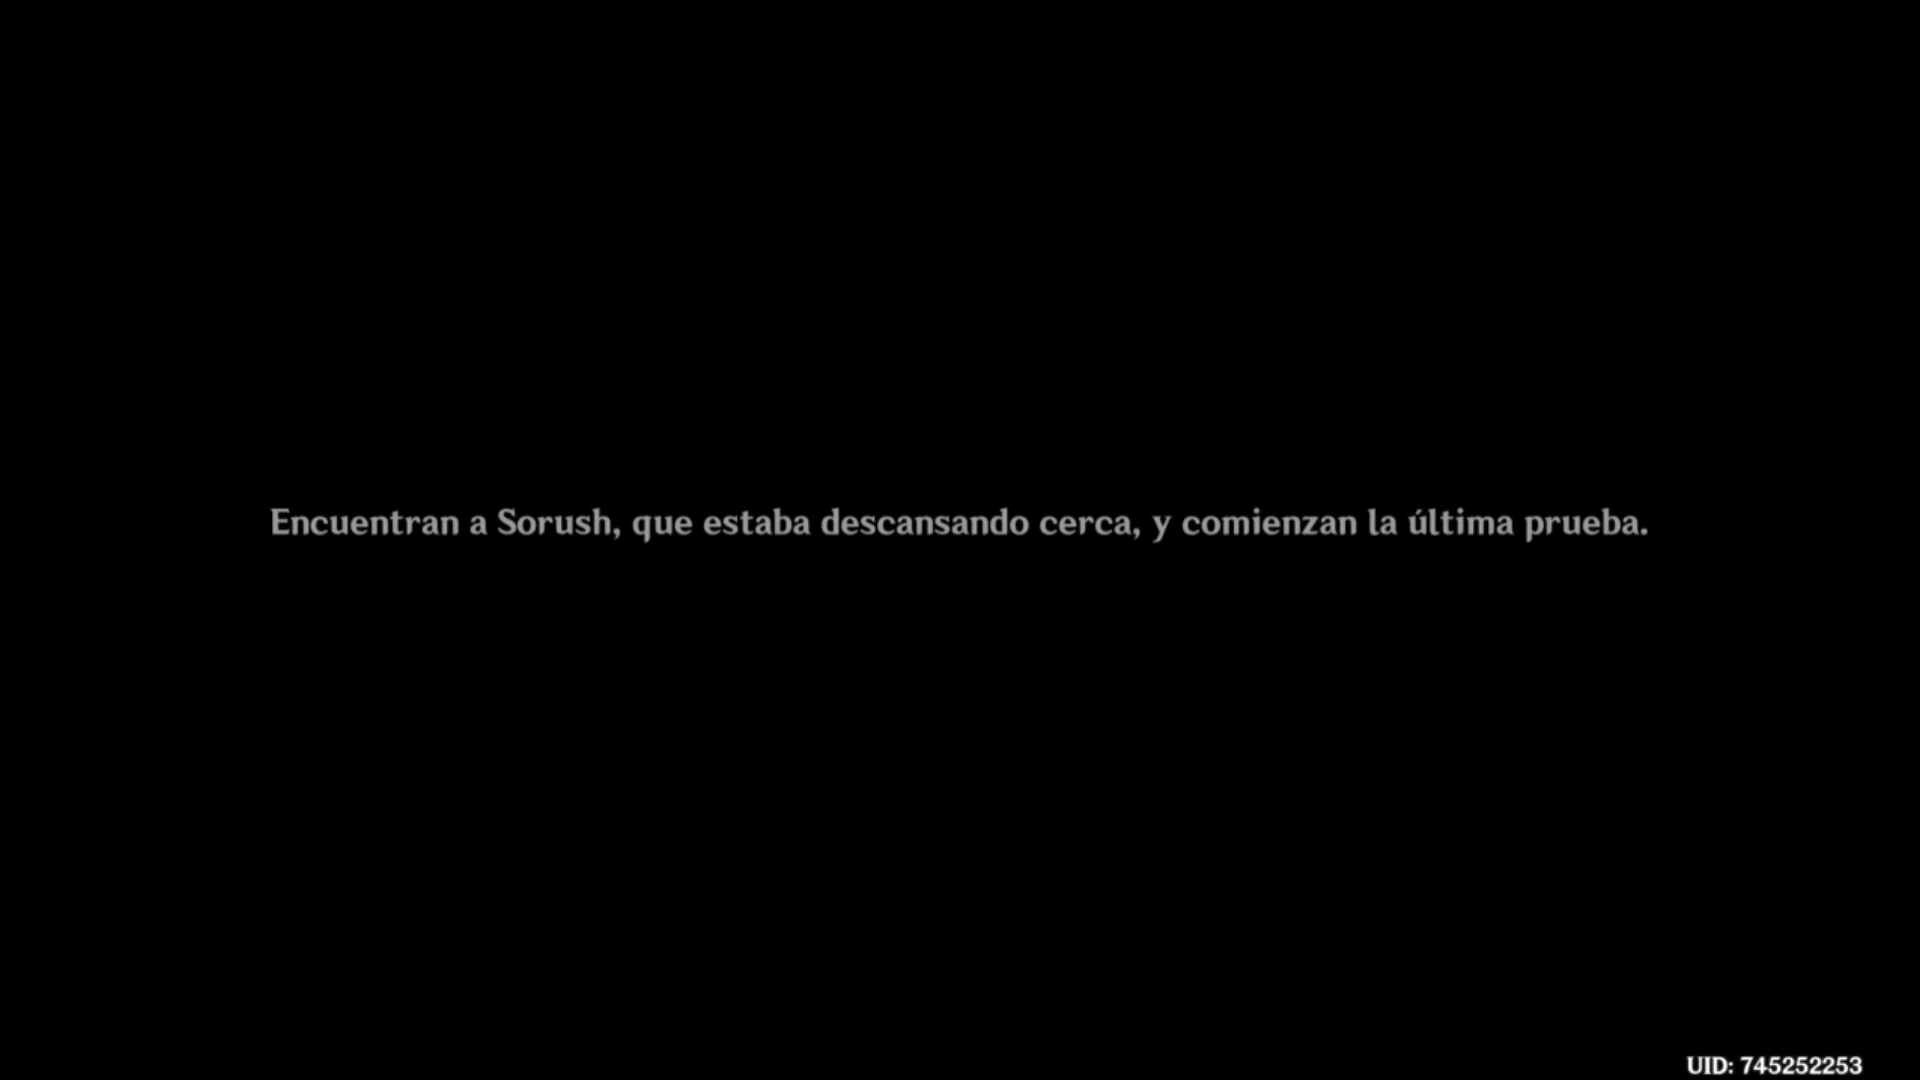 Encuentran a Sorush, que estaba descansando cerca, y comienzan la última prueba.
UID: 745252253